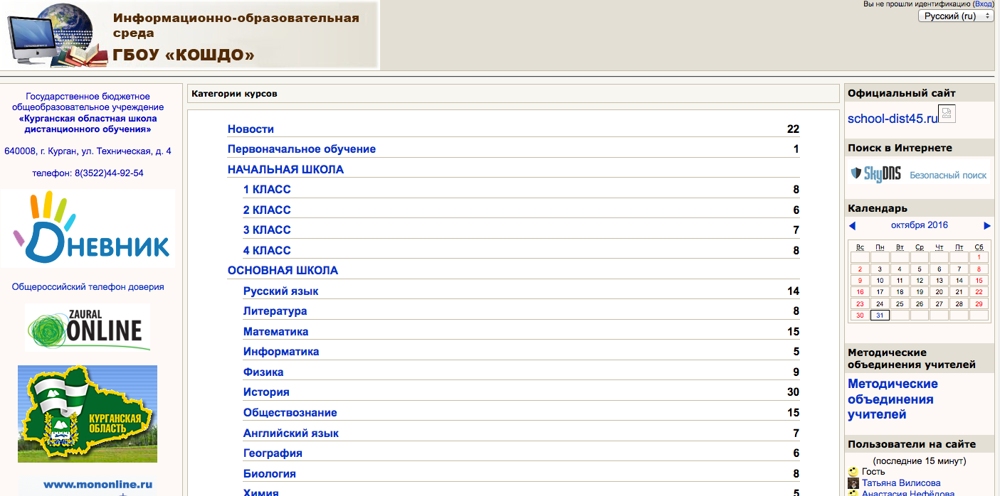 Информационно-образовательная
среда
ГБОУ «КОШДО»
Вы не прошли идентификацию (Вход)
Русский (ru)
Государственное бюджетное
общеобразовательное учреждение
«Курганская областная школа
дистанционного обучения»
640008, г. Курган, ул. Техническая, д. 4
телефон: 8(3522)44-92-54
DНЕВНИК
Общероссийский телефон доверия
ZAURAL
ONLINE
КУРГАНСКАЯ
ОБЛАСТЬ
www.mononline.ru
Категории курсов
Новости 22
Первоначальное обучение 1
НАЧАЛЬНАЯ ШКОЛА
1 КЛАСС 8
2 КЛАСС 6
3 КЛАСС 7
4 КЛАСС 8
ОСНОВНАЯ ШКОЛА
Русский язык 14
Литература 8
Математика 15
Информатика 5
Физика 9
История 30
Обществознание 15
Английский язык 7
География 6
Биология 8
Химия 5
Официальный сайт
school-dist45.ru
Поиск в Интернете
SkyDNS Безопасный поиск
Календарь
октября 2016
Вс Пн Вт Ср Чт Пт Сб
1
2 3 4 5 6 7 8
9 10 11 12 13 14 15
16 17 18 19 20 21 22
23 24 25 26 27 28 29
30 31
Методические
объединения учителей
Методические
объединения
учителей
Пользователи на сайте
(последние 15 минут)
Гость
Татьяна Вилисова
Анастасия Нефёдова